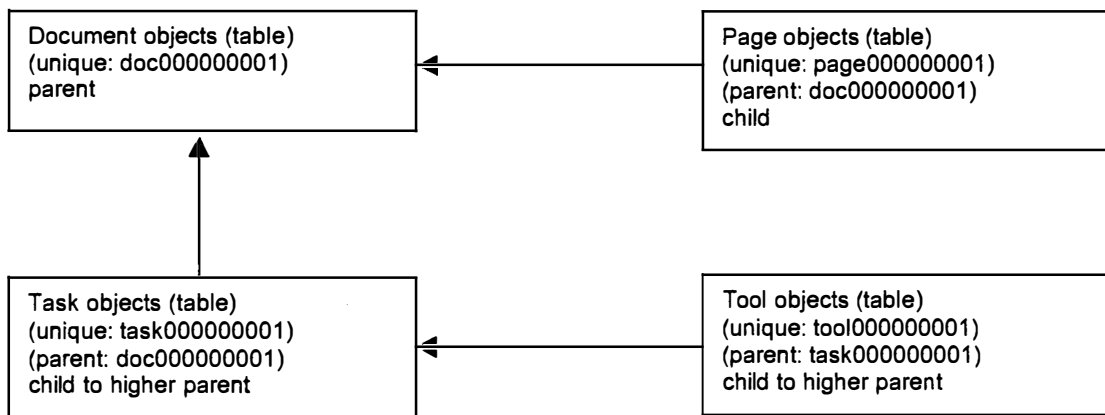 Document objects (table)
(unique: doc000000001)
parent
Page objects (table)
(unique: page000000001)
(parent: doc000000001)
child
Task objects (table)
(unique: task000000001)
(parent: doc000000001)
child to higher parent
Tool objects (table)
(unique: tool000000001)
(parent: task000000001)
child to higher parent